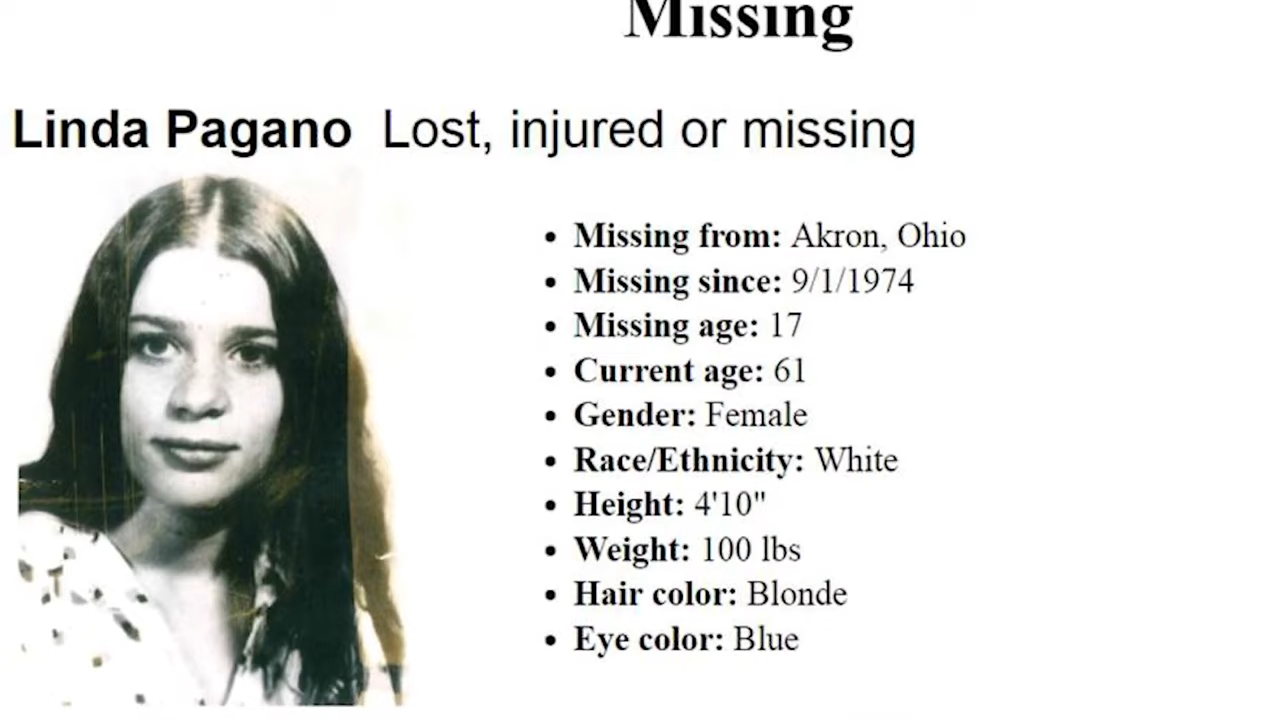 Missing
Linda Pagano Lost, injured or missing
Missing from: Akron, Ohio
Missing since: 9/1/1974
Missing age: 17
Current age: 61
Gender: Female
Race/Ethnicity: White
Height: 4'10"
Weight: 100 lbs
Hair color: Blonde
Eye color: Blue